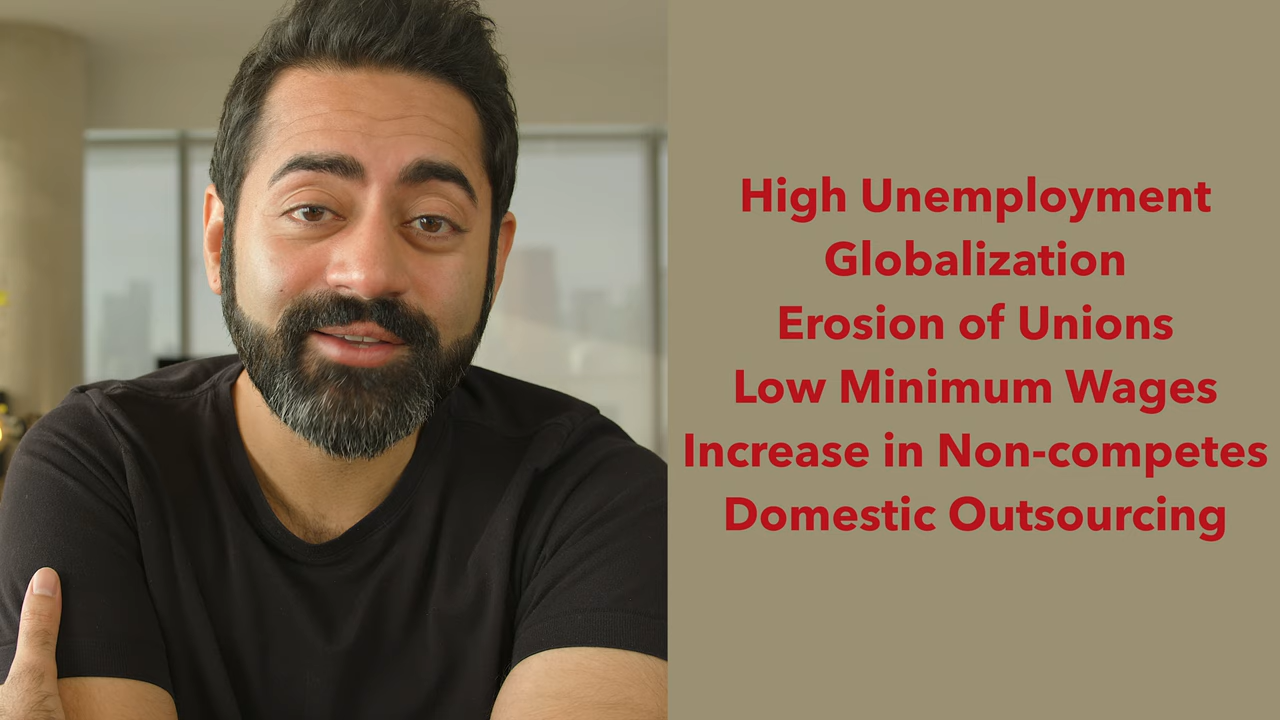 High Unemployment
Globalization
Erosion of Unions
Low Minimum Wages
Increase in Non-competes
Domestic Outsourcing